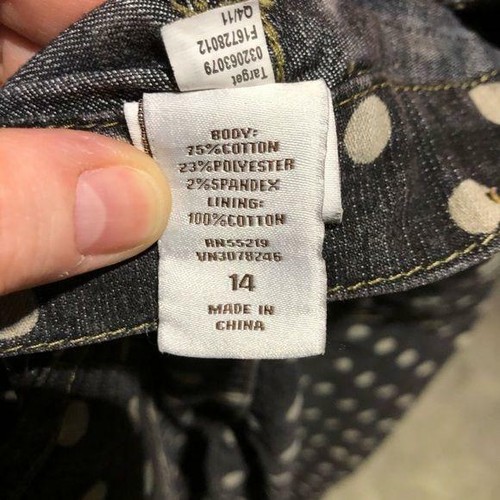 Target
032063079
F16728012
Q4/11
BODY:
75%COTTON
23%POLYESTER
2%SPANDEX
LINING:
100%COTTON
RN55219
VN3078246
14
MADE IN
CHINA